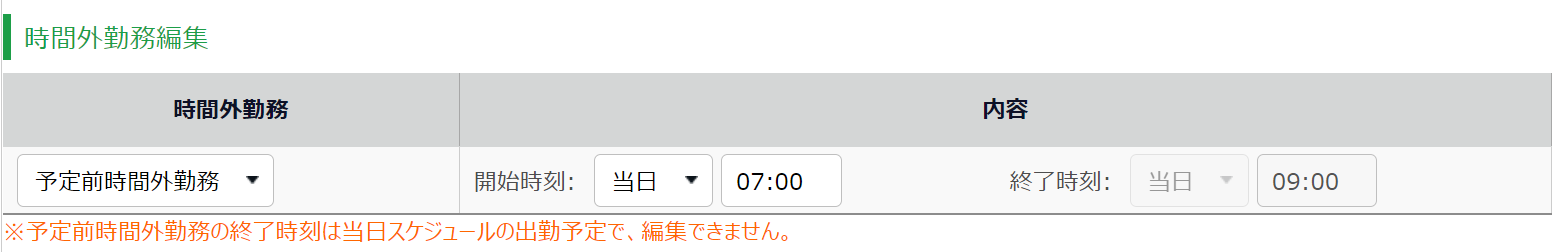 時間外勤務編集
時間外勤務 内容
予定前時間外勤務 開始時刻: 当日 07:00 終了時刻: 当日 09:00
※予定前時間外勤務の終了時刻は当日スケジュールの出勤予定で、編集できません。